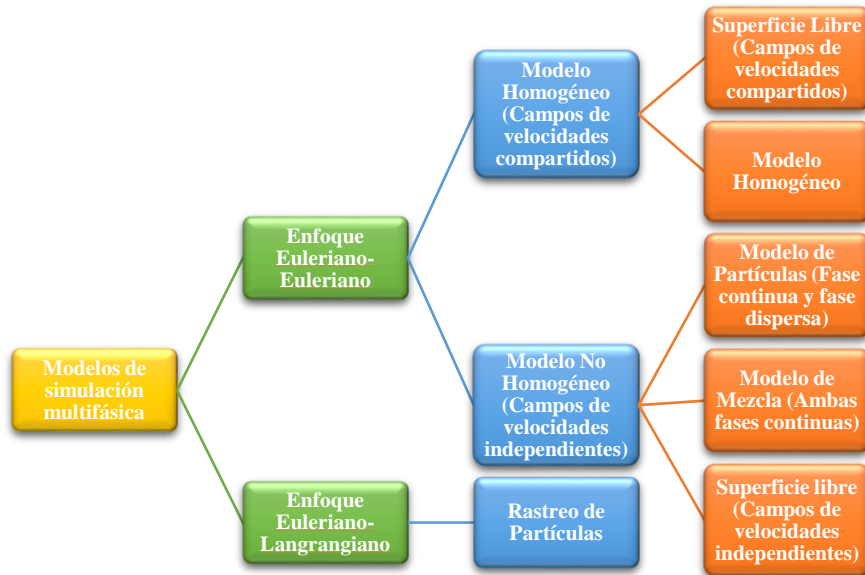 Modelos de
simulación
multifásica
Enfoque
Euleriano-
Euleriano
Modelo
Homogéneo
(Campos de
velocidades
compartidos)
Superficie Libre
(Campos de
velocidades
compartidos)
Modelo
Homogéneo
Modelo No
Homogéneo
(Campos de
velocidades
independientes)
Modelo de
Partículas (Fase
continua y fase
dispersa)
Modelo de
Mezcla (Ambas
fases continuas)
Superficie libre
(Campos de
velocidades
independientes)
Enfoque
Euleriano-
Langrangiano
Rastreo de
Partículas